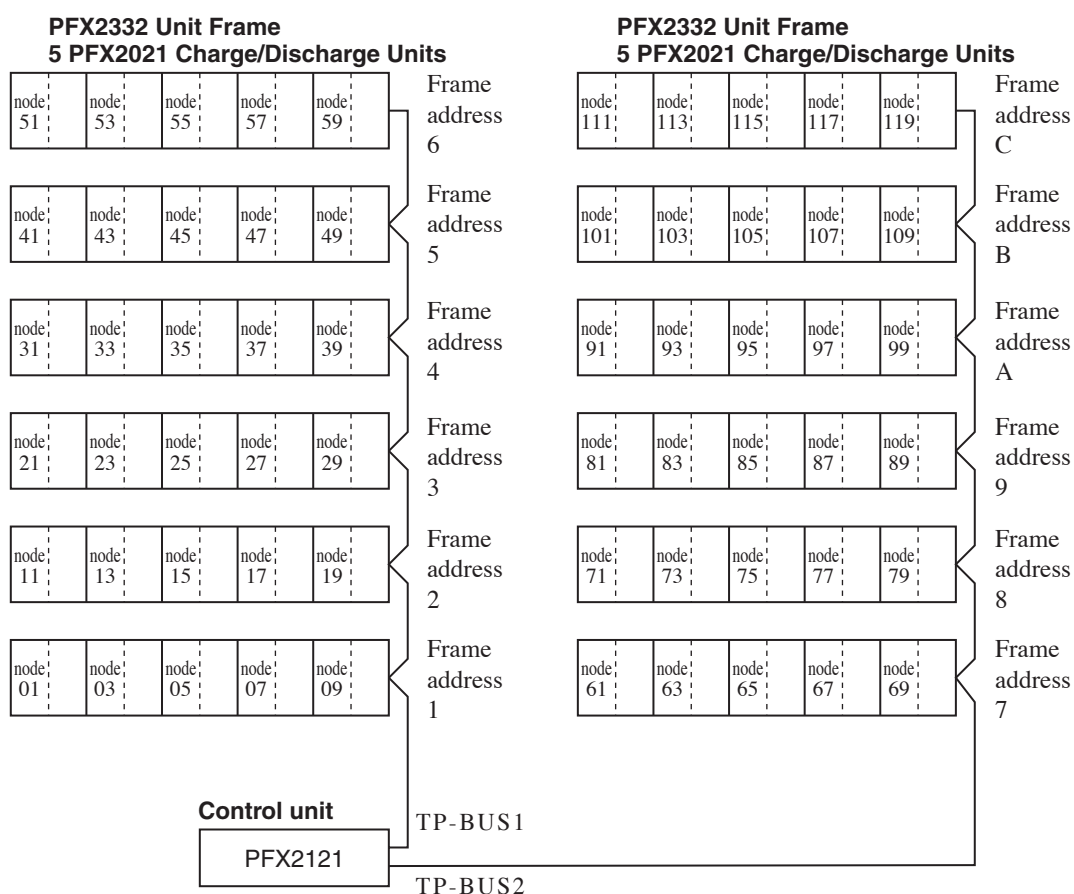 PFX2332 Unit Frame
5 PFX2021 Charge/Discharge Units
node 51 node 53 node 55 node 57 node 59
Frame address 6
node 41 node 43 node 45 node 47 node 49
Frame address 5
node 31 node 33 node 35 node 37 node 39
Frame address 4
node 21 node 23 node 25 node 27 node 29
Frame address 3
node 11 node 13 node 15 node 17 node 19
Frame address 2
node 01 node 03 node 05 node 07 node 09
Frame address 1
PFX2332 Unit Frame
5 PFX2021 Charge/Discharge Units
node 111 node 113 node 115 node 117 node 119
Frame address C
node 101 node 103 node 105 node 107 node 109
Frame address B
node 91 node 93 node 95 node 97 node 99
Frame address A
node 81 node 83 node 85 node 87 node 89
Frame address 9
node 71 node 73 node 75 node 77 node 79
Frame address 8
node 61 node 63 node 65 node 67 node 69
Frame address 7
Control unit
PFX2121
TP-BUS1
TP-BUS2